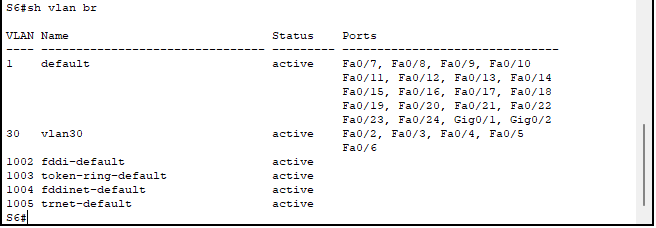 S6#sh vlan br
VLAN Name                             Status    Ports
---- -------------------------------- --------- -------------------------------
1    default                          active    Fa0/7, Fa0/8, Fa0/9, Fa0/10
                                                Fa0/11, Fa0/12, Fa0/13, Fa0/14
                                                Fa0/15, Fa0/16, Fa0/17, Fa0/18
                                                Fa0/19, Fa0/20, Fa0/21, Fa0/22
                                                Fa0/23, Fa0/24, Gig0/1, Gig0/2
30   vlan30                           active    Fa0/2, Fa0/3, Fa0/4, Fa0/5
                                                Fa0/6
1002 fddi-default                     active
1003 token-ring-default               active
1004 fddinet-default                  active
1005 trnet-default                    active
S6#